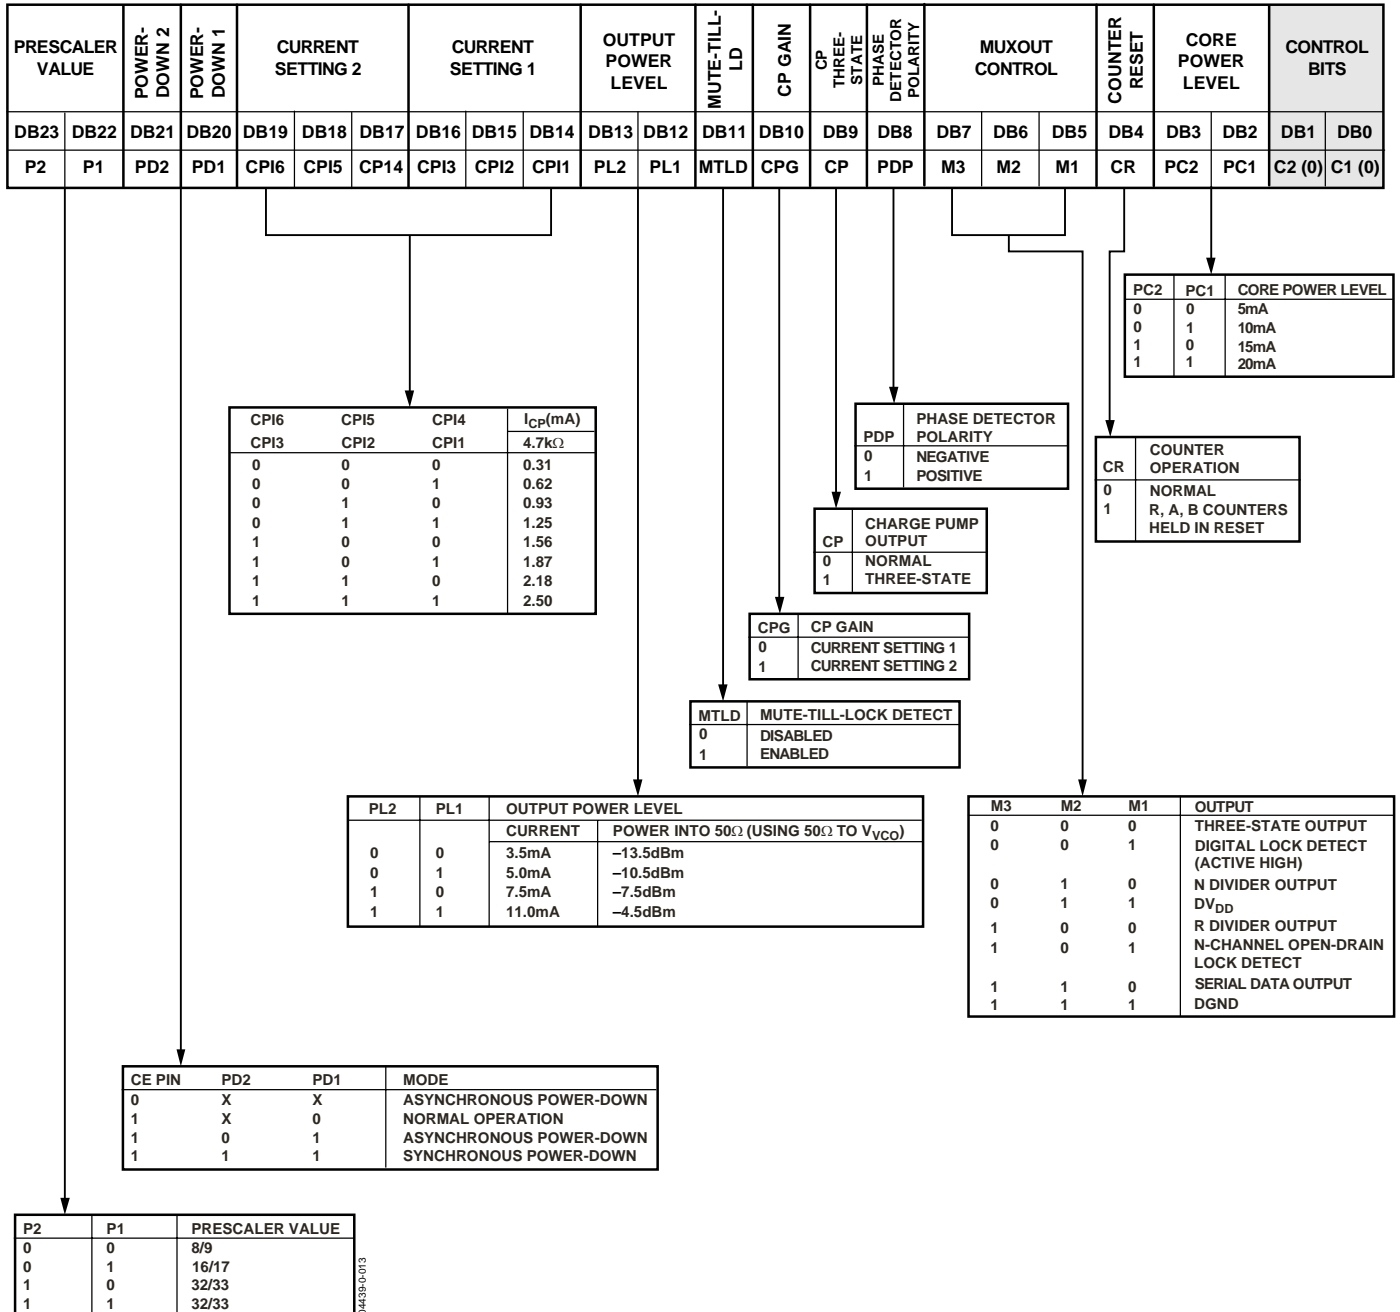 PRESCALER VALUE
POWER-DOWN 2
POWER-DOWN 1
CURRENT SETTING 2
CURRENT SETTING 1
OUTPUT POWER LEVEL
MUTE-TILL-LD
CP GAIN
CP THREE-STATE
PHASE DETECTOR POLARITY
MUXOUT CONTROL
COUNTER RESET
CORE POWER LEVEL
CONTROL BITS
DB23 DB22 DB21 DB20 DB19 DB18 DB17 DB16 DB15 DB14 DB13 DB12 DB11 DB10 DB9 DB8 DB7 DB6 DB5 DB4 DB3 DB2 DB1 DB0
P2 P1 PD2 PD1 CPI6 CPI5 CP14 CPI3 CPI2 CPI1 PL2 PL1 MTLD CPG CP PDP M3 M2 M1 CR PC2 PC1 C2 (0) C1 (0)
PC2 PC1 CORE POWER LEVEL
0 0 5mA
0 1 10mA
1 0 15mA
1 1 20mA
CPI6 CPI5 CPI4 ICP(mA)
CPI3 CPI2 CPI1 4.7kΩ
0 0 0 0.31
0 0 1 0.62
0 1 0 0.93
0 1 1 1.25
1 0 0 1.56
1 0 1 1.87
1 1 0 2.18
1 1 1 2.50
PDP PHASE DETECTOR POLARITY
0 NEGATIVE
1 POSITIVE
CR COUNTER OPERATION
0 NORMAL
1 R, A, B COUNTERS
HELD IN RESET
CP CHARGE PUMP OUTPUT
0 NORMAL
1 THREE-STATE
CPG CP GAIN
0 CURRENT SETTING 1
1 CURRENT SETTING 2
MTLD MUTE-TILL-LOCK DETECT
0 DISABLED
1 ENABLED
PL2 PL1 OUTPUT POWER LEVEL
CURRENT POWER INTO 50Ω (USING 50Ω TO VVCO)
0 0 3.5mA –13.5dBm
0 1 5.0mA –10.5dBm
1 0 7.5mA –7.5dBm
1 1 11.0mA –4.5dBm
M3 M2 M1 OUTPUT
0 0 0 THREE-STATE OUTPUT
0 0 1 DIGITAL LOCK DETECT
(ACTIVE HIGH)
0 1 0 N DIVIDER OUTPUT
0 1 1 DVDD
1 0 0 R DIVIDER OUTPUT
1 0 1 N-CHANNEL OPEN-DRAIN
LOCK DETECT
1 1 0 SERIAL DATA OUTPUT
1 1 1 DGND
CE PIN PD2 PD1 MODE
0 X X ASYNCHRONOUS POWER-DOWN
1 X 0 NORMAL OPERATION
1 0 1 ASYNCHRONOUS POWER-DOWN
1 1 1 SYNCHRONOUS POWER-DOWN
P2 P1 PRESCALER VALUE
0 0 8/9
0 1 16/17
1 0 32/33
1 1 32/33
04439-0-013